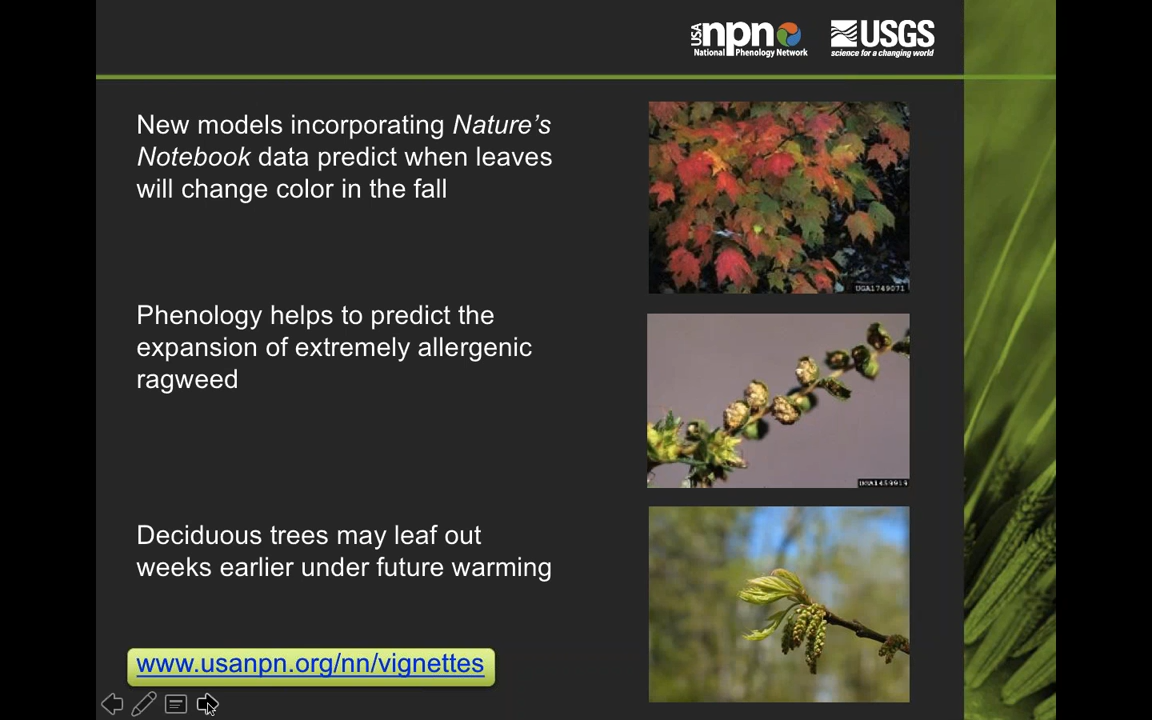 USA npn
National Phenology Network
USGS
science for a changing world
New models incorporating Nature's
Notebook data predict when leaves
will change color in the fall
UGA1749071
Phenology helps to predict the
expansion of extremely allergenic
ragweed
Deciduous trees may leaf out
weeks earlier under future warming
www.usanpn.org/nn/vignettes